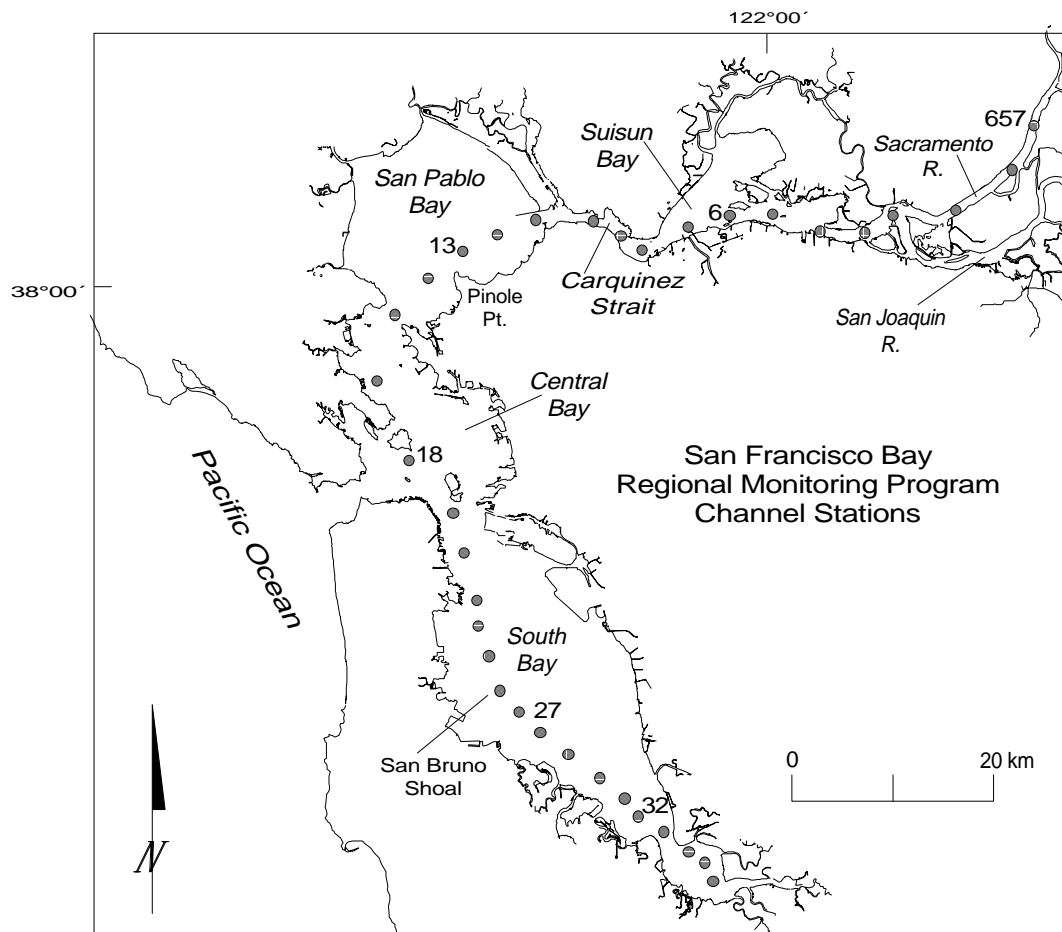 122°00´
657
Suisun
Bay
Sacramento
R.
San Pablo
Bay
6
13
38°00´
Pinole
Pt.
Carquinez
Strait
San Joaquin
R.
Central
Bay
18
San Francisco Bay
Regional Monitoring Program
Channel Stations
Pacific Ocean
South
Bay
27
San Bruno
Shoal
0
20 km
32
N